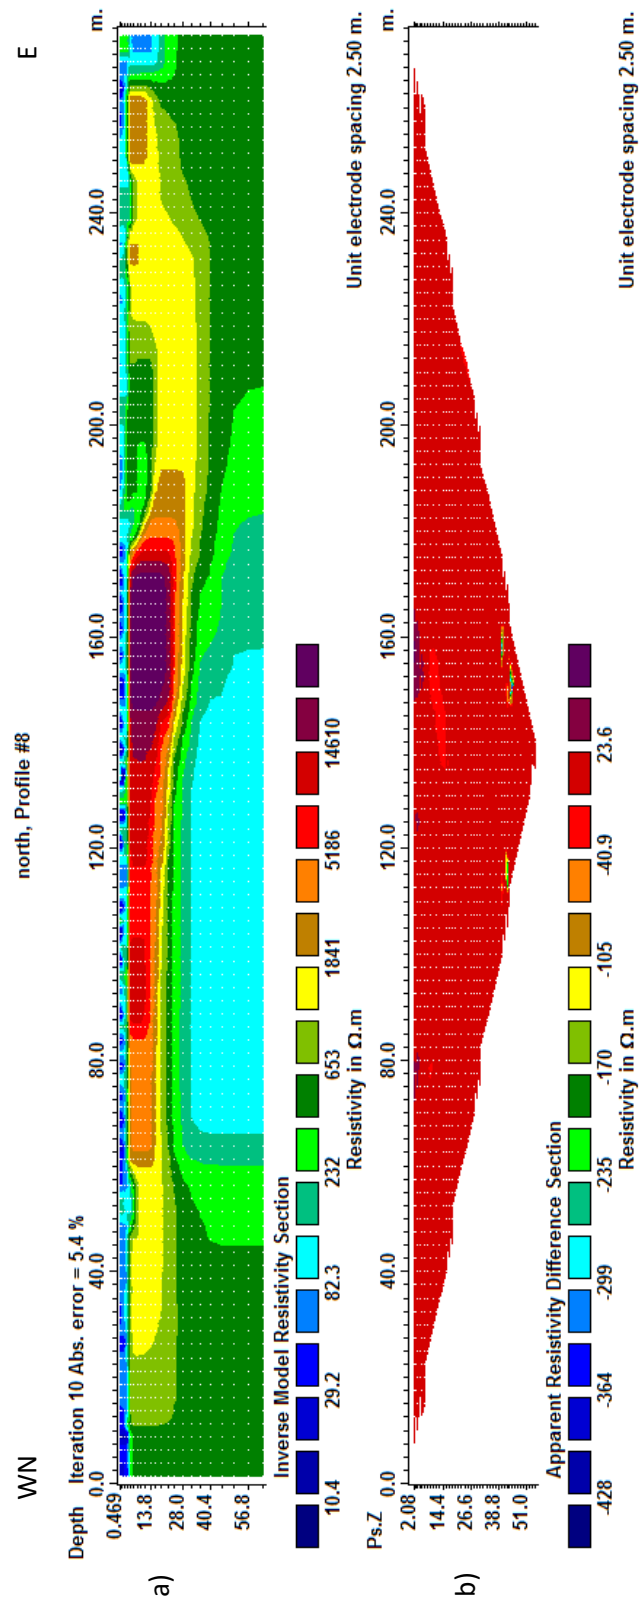 WN E
north, Profile #8
a)
Depth Iteration 10 Abs. error = 5.4 %
0.0 40.0 80.0 120.0 160.0 200.0 240.0 m.
0.469
13.8
28.0
40.4
56.8
Inverse Model Resistivity Section Unit electrode spacing 2.50 m.
10.4 29.2 82.3 232 653 1841 5186 14610
Resistivity in Ω.m
b)
Ps.Z
0.0 40.0 80.0 120.0 160.0 200.0 240.0 m.
2.08
14.4
26.6
38.8
51.0
Apparent Resistivity Difference Section
-428 -364 -299 -235 -170 -105 -40.9 23.6
Resistivity in Ω.m Unit electrode spacing 2.50 m.